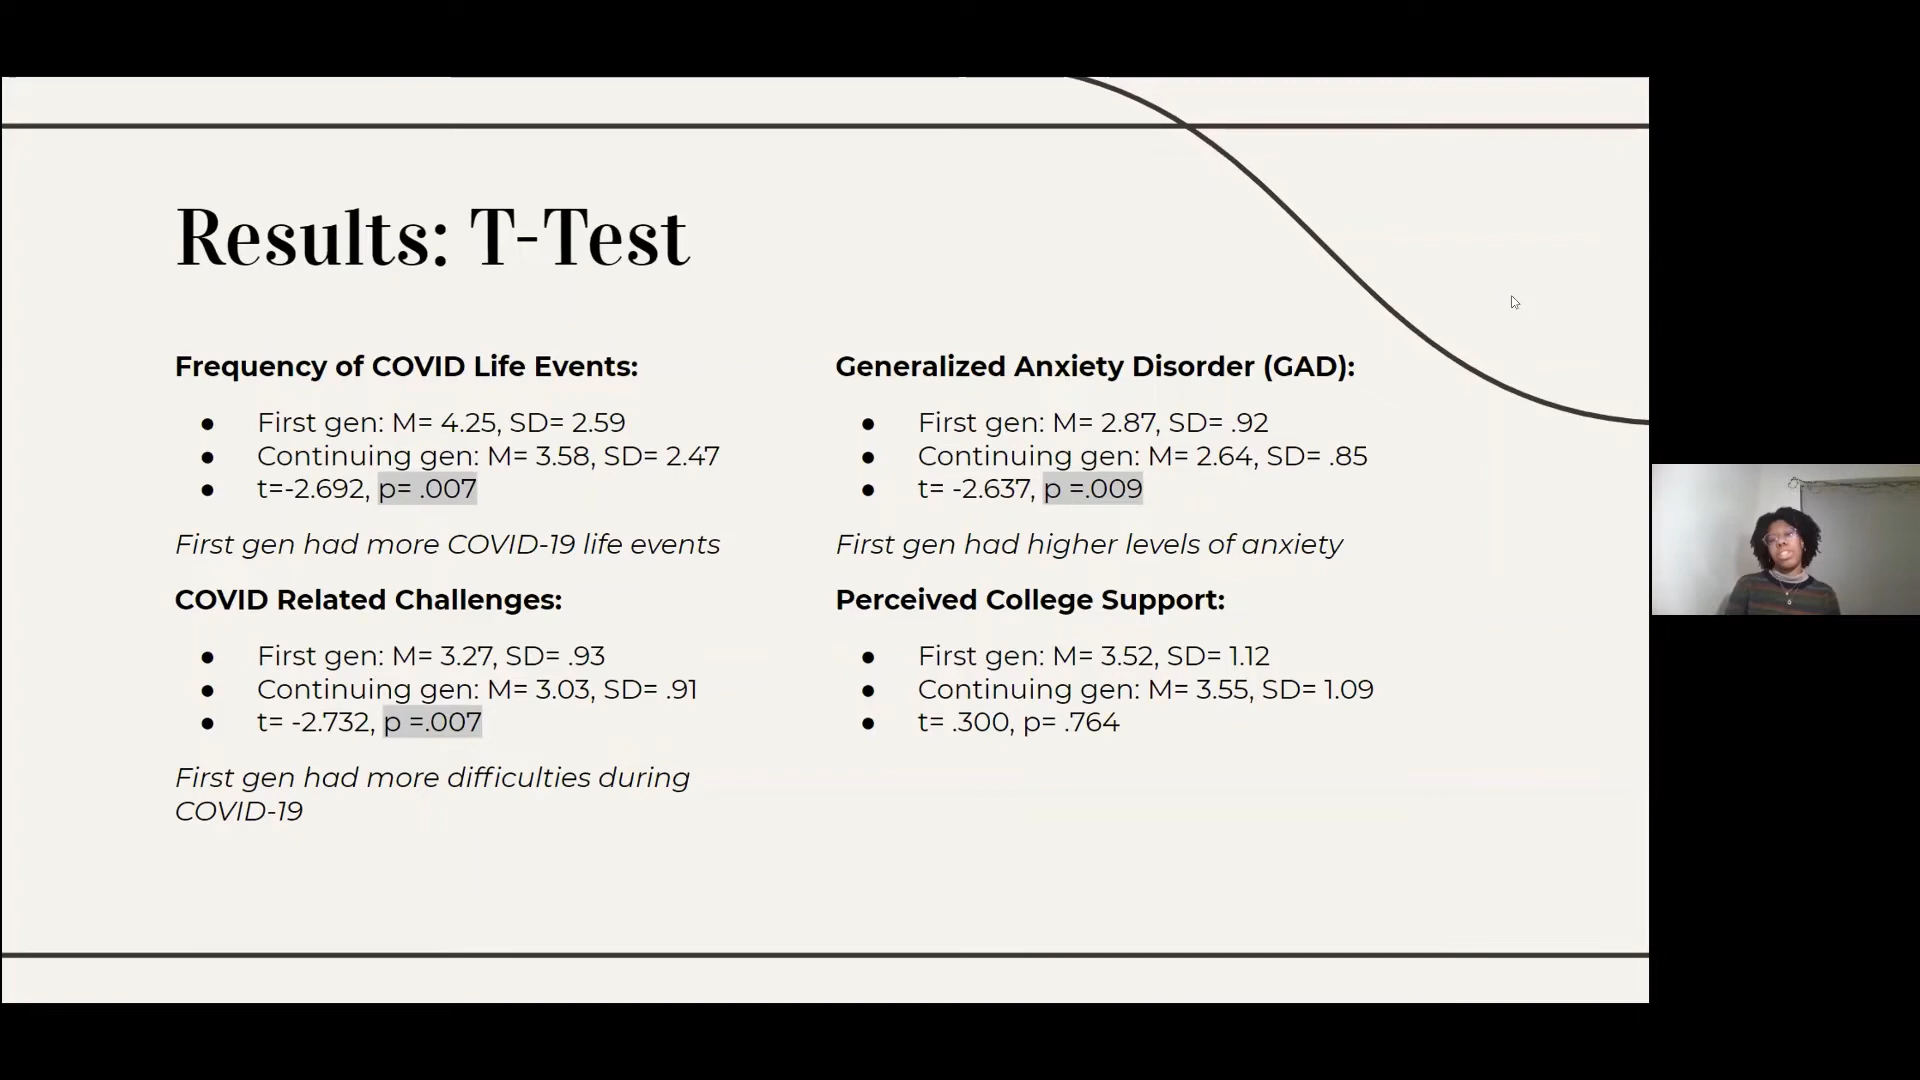 Results: T-Test
Frequency of COVID Life Events:
● First gen: M= 4.25, SD= 2.59
● Continuing gen: M= 3.58, SD= 2.47
● t=-2.692, p= .007
First gen had more COVID-19 life events
COVID Related Challenges:
● First gen: M= 3.27, SD= .93
● Continuing gen: M= 3.03, SD= .91
● t= -2.732, p =.007
First gen had more difficulties during
COVID-19
Generalized Anxiety Disorder (GAD):
● First gen: M= 2.87, SD= .92
● Continuing gen: M= 2.64, SD= .85
● t= -2.637, p =.009
First gen had higher levels of anxiety
Perceived College Support:
● First gen: M= 3.52, SD= 1.12
● Continuing gen: M= 3.55, SD= 1.09
● t= .300, p= .764